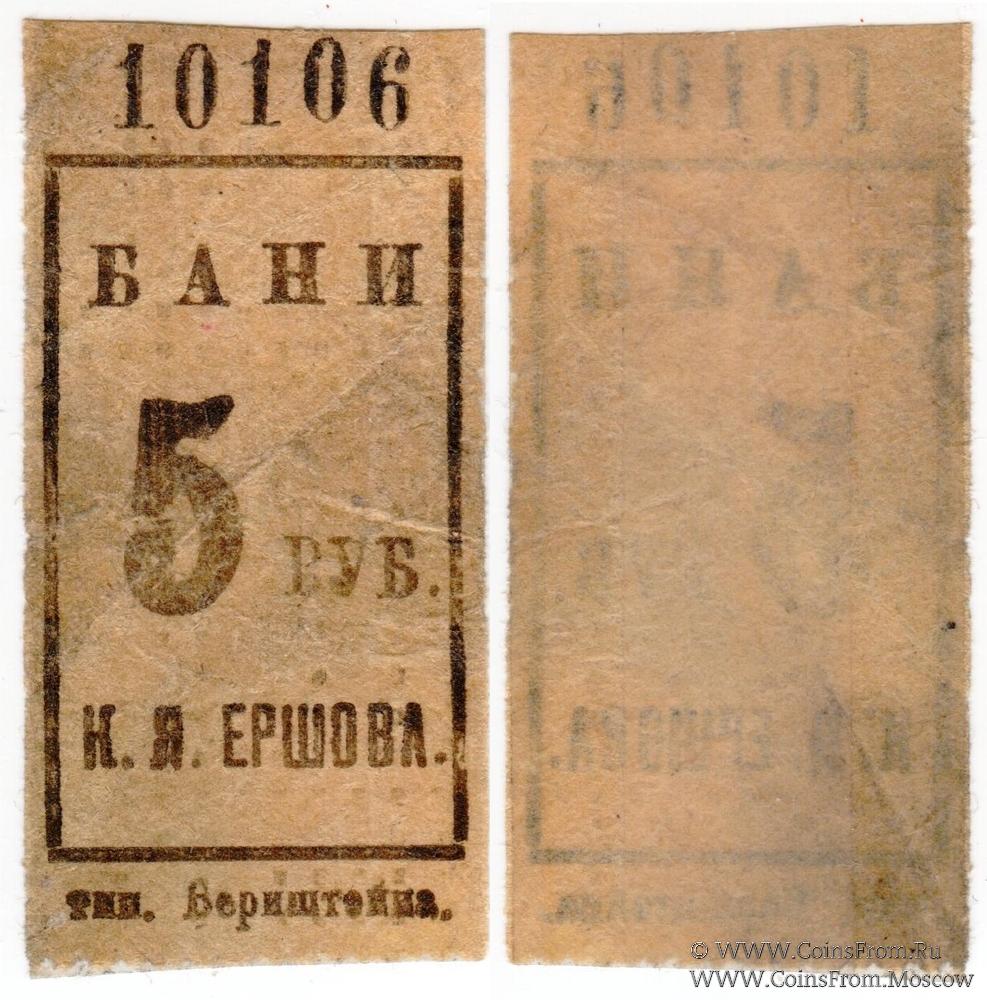 10106
БАНИ
5 РУБ.
К. Я. ЕРШОВА.
тип. Бернштейна.
© WWW.CoinsFrom.Ru
WWW.CoinsFrom.Moscow